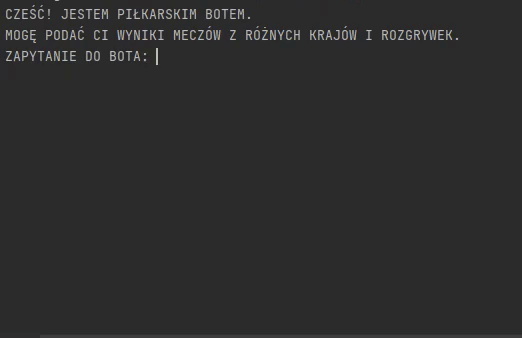 CZEŚĆ! JESTEM PIŁKARSKIM BOTEM.
MOGĘ PODAĆ CI WYNIKI MECZÓW Z RÓŻNYCH KRAJÓW I ROZGRYWEK.
ZAPYTANIE DO BOTA: